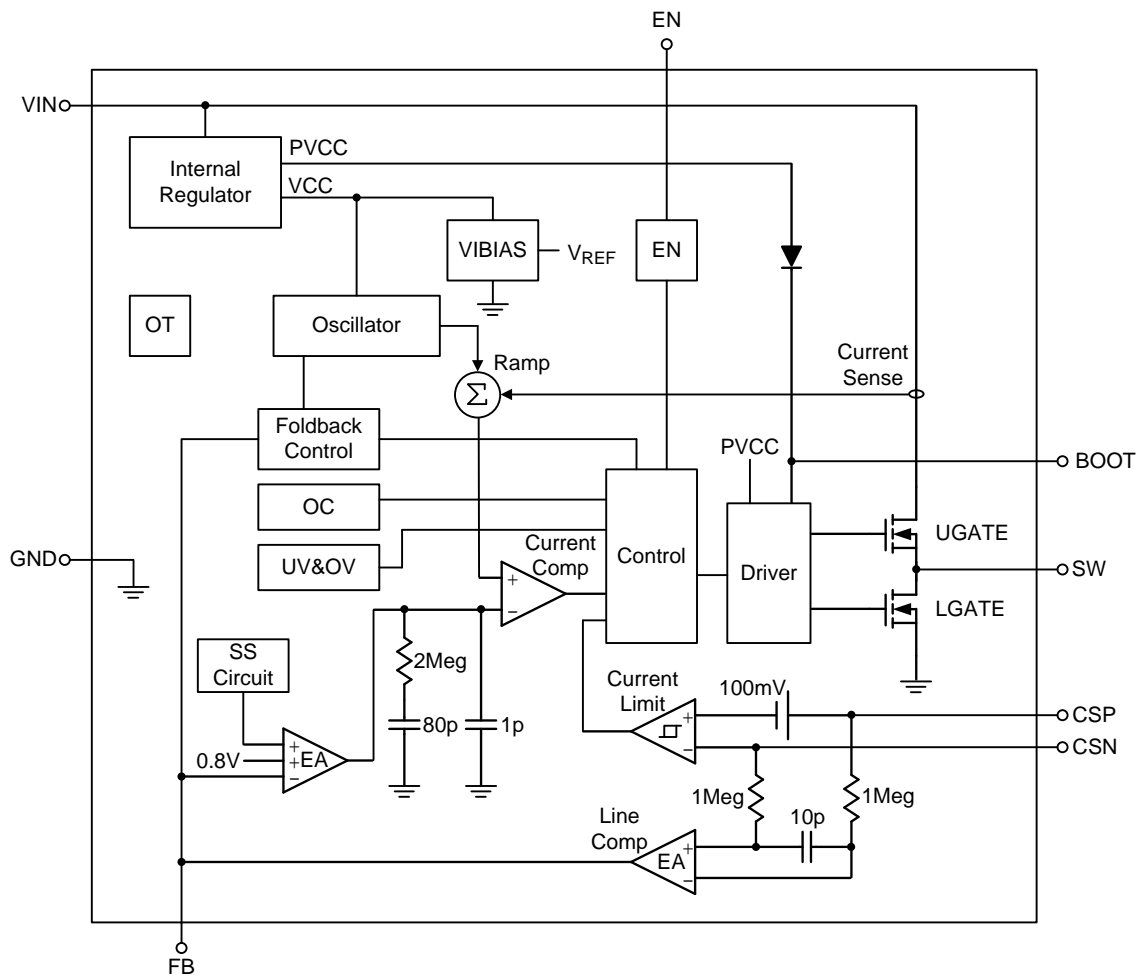 EN
VIN
PVCC
Internal
Regulator
VCC
VIBIAS
VREF
EN
OT
Oscillator
Ramp
Σ
Current
Sense
Foldback
Control
PVCC
BOOT
OC
UV&OV
Current
Comp
+
−
Control
Driver
UGATE
SW
LGATE
GND
SS
Circuit
2Meg
80p
1p
0.8V
+
+
−
EA
Current
Limit
100mV
+
−
CSP
CSN
1Meg
1Meg
10p
Line
Comp
EA
+
−
FB